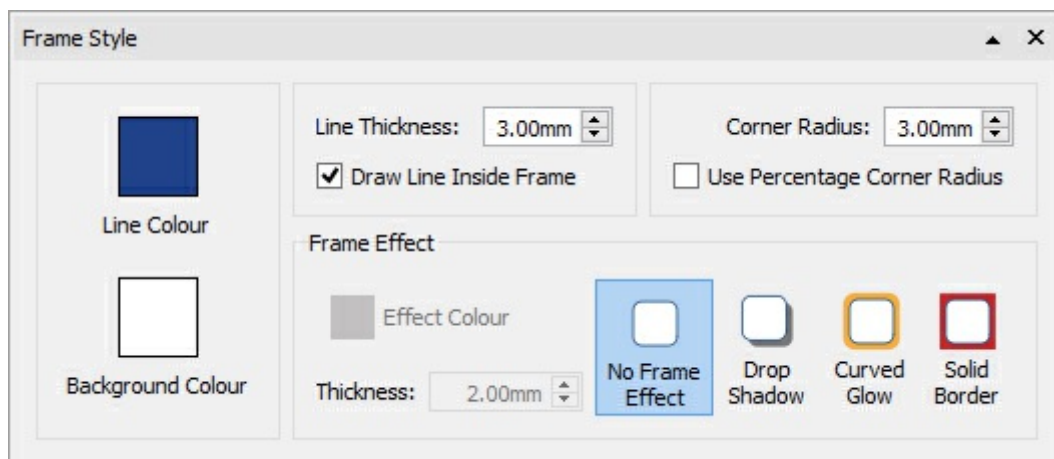 Frame Style
Line Colour
Background Colour
Line Thickness: 3.00mm
Draw Line Inside Frame
Corner Radius: 3.00mm
Use Percentage Corner Radius
Frame Effect
Effect Colour
Thickness: 2.00mm
No Frame
Effect
Drop
Shadow
Curved
Glow
Solid
Border